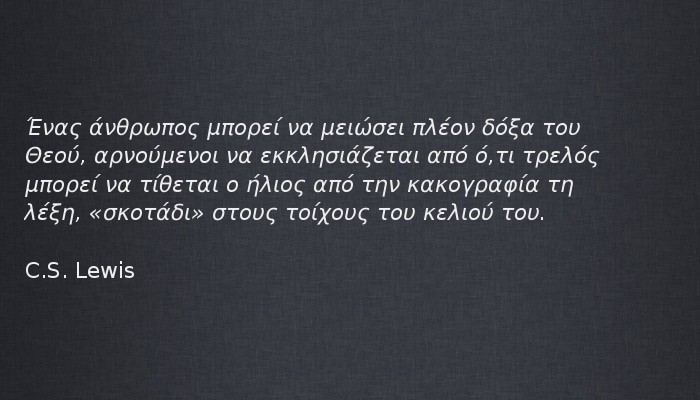 Ένας άνθρωπος μπορεί να μειώσει πλέον δόξα του
Θεού, αρνούμενοι να εκκλησιάζεται από ό,τι τρελός
μπορεί να τίθεται ο ήλιος από την κακογραφία τη
λέξη, «σκοτάδι» στους τοίχους του κελιού του.
C.S. Lewis